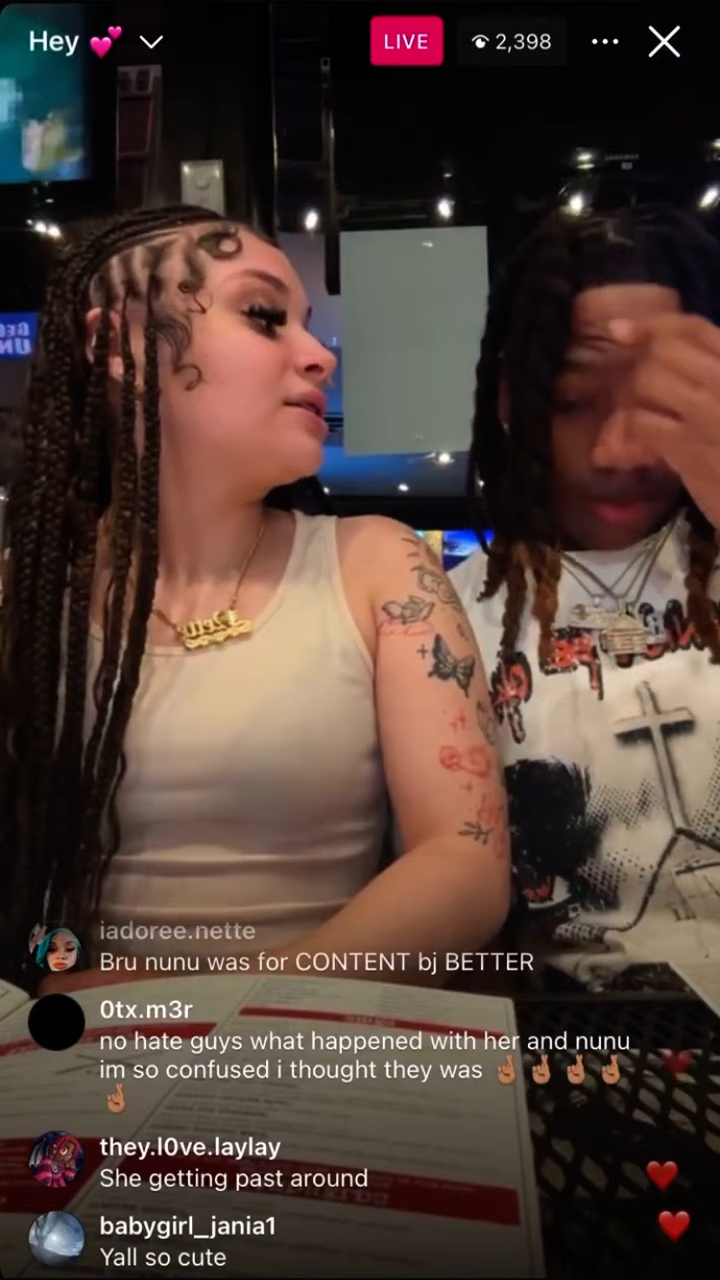 Hey 💕
LIVE
2,398
iadoree.nette
Bru nunu was for CONTENT bj BETTER
0tx.m3r
no hate guys what happened with her and nunu
im so confused i thought they was 🤞🏽🤞🏽🤞🏽🤞🏽
🤞🏽
they.l0ve.laylay
She getting past around
babygirl_jania1
Yall so cute